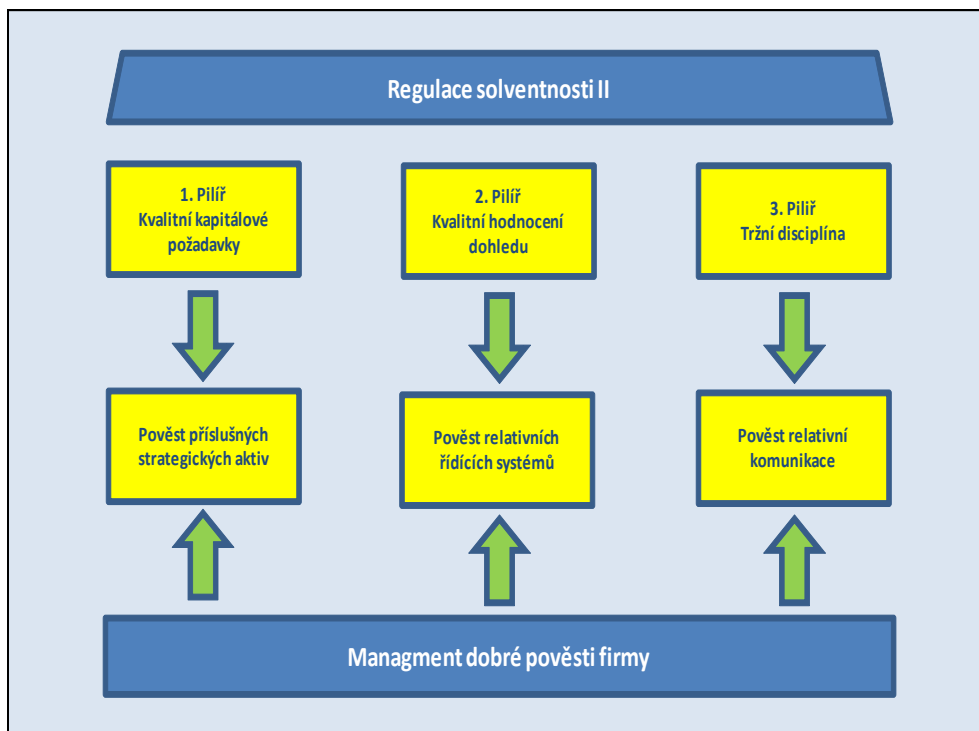 Regulace solventnosti II
1. Pilíř
Kvalitní kapitálové
požadavky
2. Pilíř
Kvalitní hodnocení
dohledu
3. Piliř
Tržní disciplína
Pověst příslušných
strategických aktiv
Pověst relativních
řídících systémů
Pověst relativní
komunikace
Managment dobré pověsti firmy